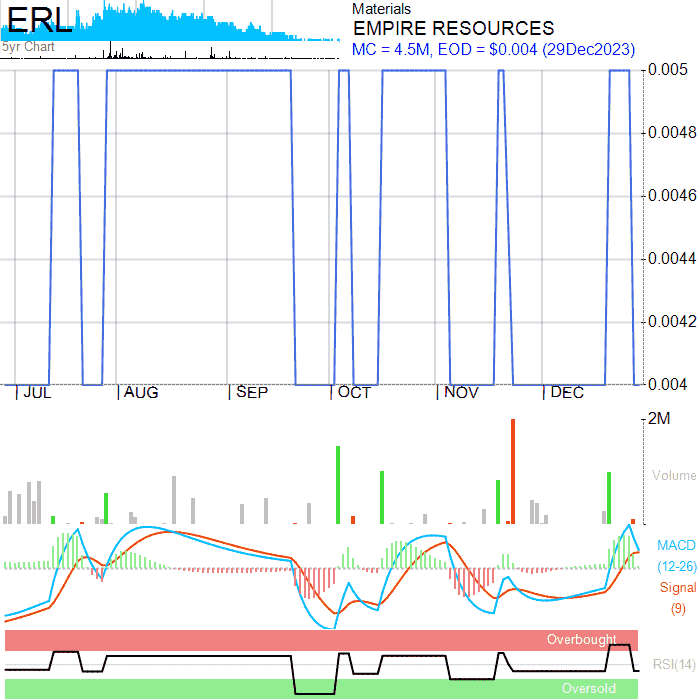 ERL
5yr Chart
Materials
EMPIRE RESOURCES
MC = 4.5M, EOD = $0.004 (29Dec2023)
0.005
0.0048
0.0046
0.0044
0.0042
0.004
JUL AUG SEP OCT NOV DEC
2M
Volume
MACD
(12-26)
Signal
(9)
Overbought
RSI(14)
Oversold